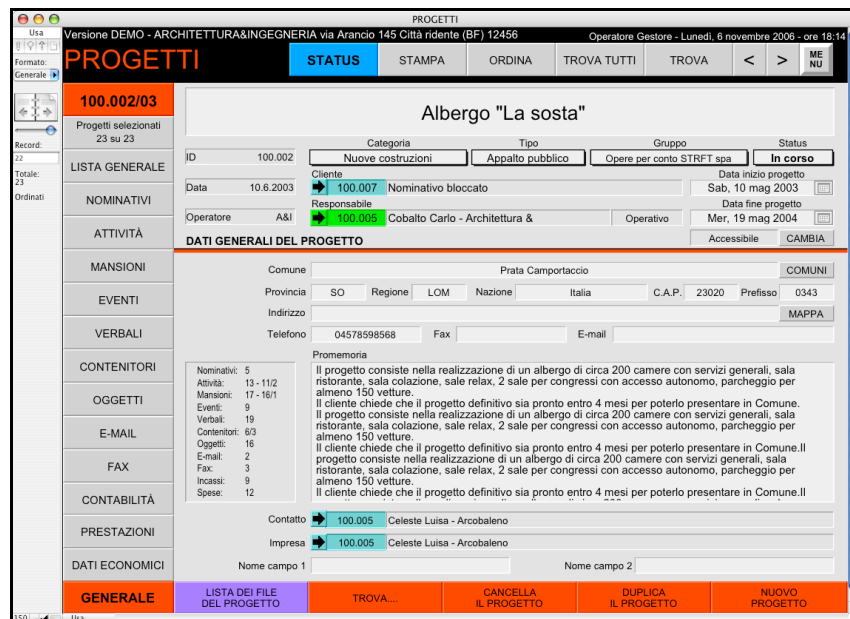 PROGETTI
Usa
Versione DEMO - ARCHITETTURA&INGEGNERIA via Arancio 145 Città ridente (BF) 12456
Operatore Gestore - Lunedì, 6 novembre 2006 - ore 18:14
Formato:
Generale
PROGETTI
STATUS
STAMPA
ORDINA
TROVA TUTTI
TROVA
<
>
ME
NU
Record:
22
Totale:
23
Ordinati
100.002/03
Progetti selezionati
23 su 23
LISTA GENERALE
NOMINATIVI
ATTIVITÀ
MANSIONI
EVENTI
VERBALI
CONTENITORI
OGGETTI
E-MAIL
FAX
CONTABILITÀ
PRESTAZIONI
DATI ECONOMICI
GENERALE
Albergo "La sosta"
Categoria Tipo Gruppo Status
ID 100.002 Nuove costruzioni Appalto pubblico Opere per conto STRFT spa In corso
Cliente Data inizio progetto
Data 10.6.2003 100.007 Nominativo bloccato Sab, 10 mag 2003
Responsabile Data fine progetto
Operatore A&I 100.005 Cobalto Carlo - Architettura & Operativo Mer, 19 mag 2004
DATI GENERALI DEL PROGETTO Accessibile CAMBIA
Comune Prata Camportaccio COMUNI
Provincia SO Regione LOM Nazione Italia C.A.P. 23020 Prefisso 0343
Indirizzo MAPPA
Telefono 04578598568 Fax E-mail
Promemoria
Nominativi: 5
Attività: 13 - 11/2
Mansioni: 17 - 16/1
Eventi: 9
Verbali: 19
Contenitori: 6/3
Oggetti: 16
E-mail: 2
Fax: 3
Incassi: 9
Spese: 12
Il progetto consiste nella realizzazione di un albergo di circa 200 camere con servizi generali, sala
ristorante, sala colazione, sale relax, 2 sale per congressi con accesso autonomo, parcheggio per
almeno 150 vetture.
Il cliente chiede che il progetto definitivo sia pronto entro 4 mesi per poterlo presentare in Comune.
Il progetto consiste nella realizzazione di un albergo di circa 200 camere con servizi generali, sala
ristorante, sala colazione, sale relax, 2 sale per congressi con accesso autonomo, parcheggio per
almeno 150 vetture.
Il cliente chiede che il progetto definitivo sia pronto entro 4 mesi per poterlo presentare in Comune.Il
progetto consiste nella realizzazione di un albergo di circa 200 camere con servizi generali, sala
ristorante, sala colazione, sale relax, 2 sale per congressi con accesso autonomo, parcheggio per
almeno 150 vetture.
Il cliente chiede che il progetto definitivo sia pronto entro 4 mesi per poterlo presentare in Comune.Il
Contatto 100.005 Celeste Luisa - Arcobaleno
Impresa 100.005 Celeste Luisa - Arcobaleno
Nome campo 1 Nome campo 2
LISTA DEI FILE
DEL PROGETTO
TROVA....
CANCELLA
IL PROGETTO
DUPLICA
IL PROGETTO
NUOVO
PROGETTO
150
Usa